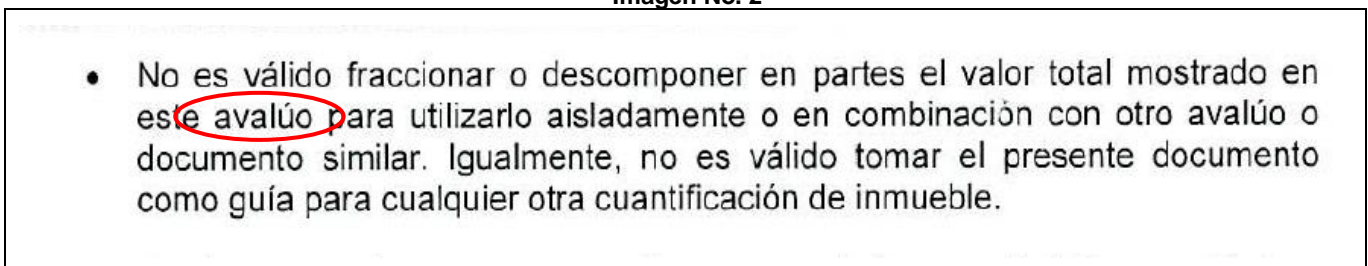 Imagen No. 2
• No es válido fraccionar o descomponer en partes el valor total mostrado en
este avalúo para utilizarlo aisladamente o en combinación con otro avalúo o
documento similar. Igualmente, no es válido tomar el presente documento
como guía para cualquier otra cuantificación de inmueble.